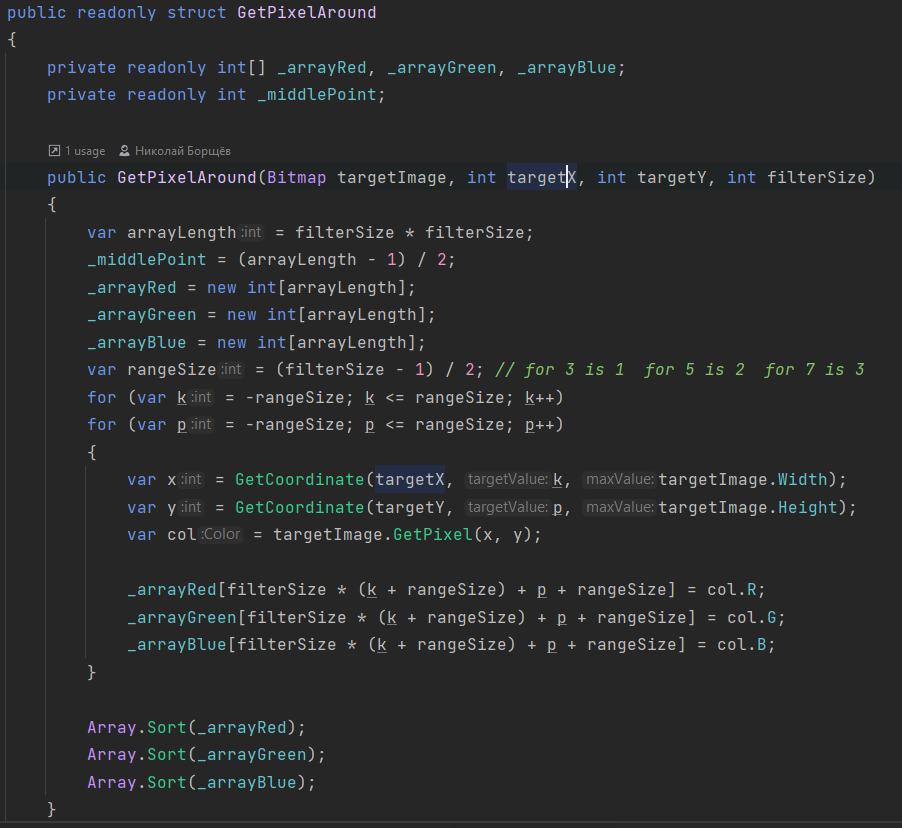 public readonly struct GetPixelAround
{
private readonly int[] _arrayRed, _arrayGreen, _arrayBlue;
private readonly int _middlePoint;
1 usage Николай Борщёв
public GetPixelAround(Bitmap targetImage, int targetX, int targetY, int filterSize)
{
var arrayLength :int = filterSize * filterSize;
_middlePoint = (arrayLength - 1) / 2;
_arrayRed = new int[arrayLength];
_arrayGreen = new int[arrayLength];
_arrayBlue = new int[arrayLength];
var rangeSize :int = (filterSize - 1) / 2; // for 3 is 1  for 5 is 2  for 7 is 3
for (var k :int = -rangeSize; k <= rangeSize; k++)
for (var p :int = -rangeSize; p <= rangeSize; p++)
{
var x :int = GetCoordinate(targetX, targetValue: k, maxValue: targetImage.Width);
var y :int = GetCoordinate(targetY, targetValue: p, maxValue: targetImage.Height);
var col :Color = targetImage.GetPixel(x, y);
_arrayRed[filterSize * (k + rangeSize) + p + rangeSize] = col.R;
_arrayGreen[filterSize * (k + rangeSize) + p + rangeSize] = col.G;
_arrayBlue[filterSize * (k + rangeSize) + p + rangeSize] = col.B;
}
Array.Sort(_arrayRed);
Array.Sort(_arrayGreen);
Array.Sort(_arrayBlue);
}